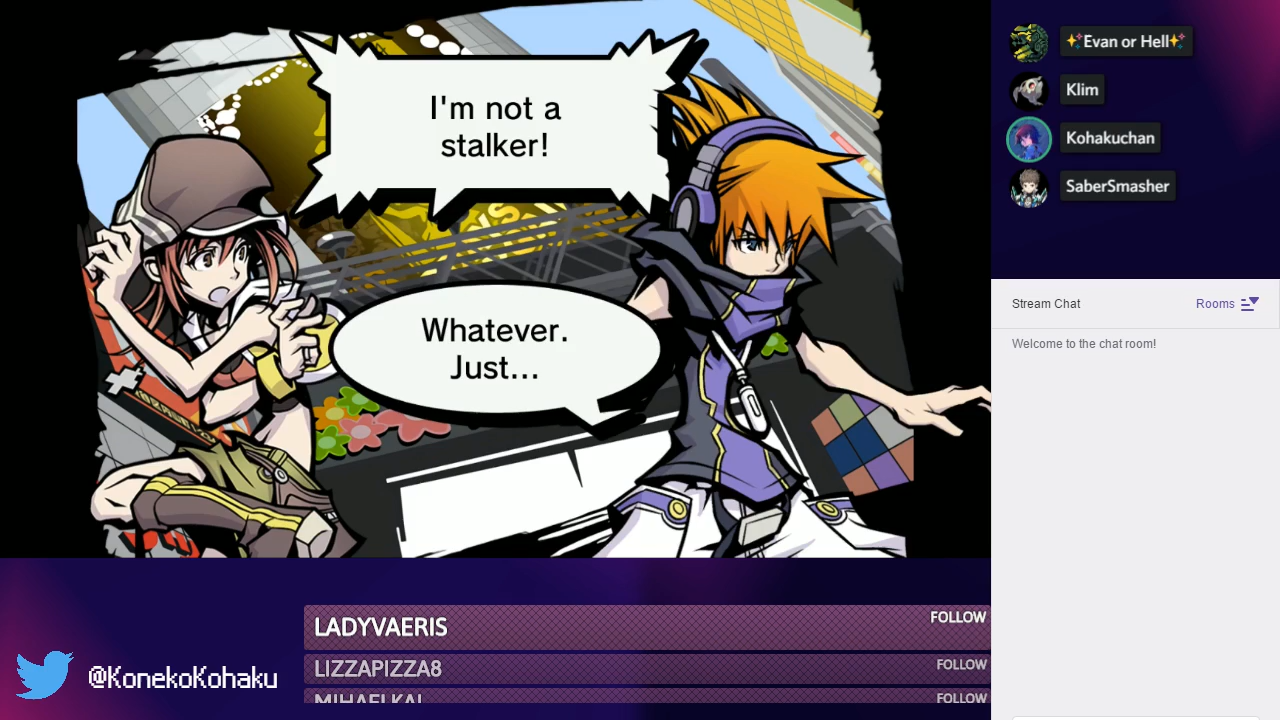 I'm not a
stalker!
Whatever.
Just...
✨Evan or Hell✨
Klim
Kohakuchan
SaberSmasher
Stream Chat
Rooms
Welcome to the chat room!
LADYVAERIS
FOLLOW
LIZZAPIZZA8
FOLLOW
MIHAELKAI
FOLLOW
@KonekoKohaku